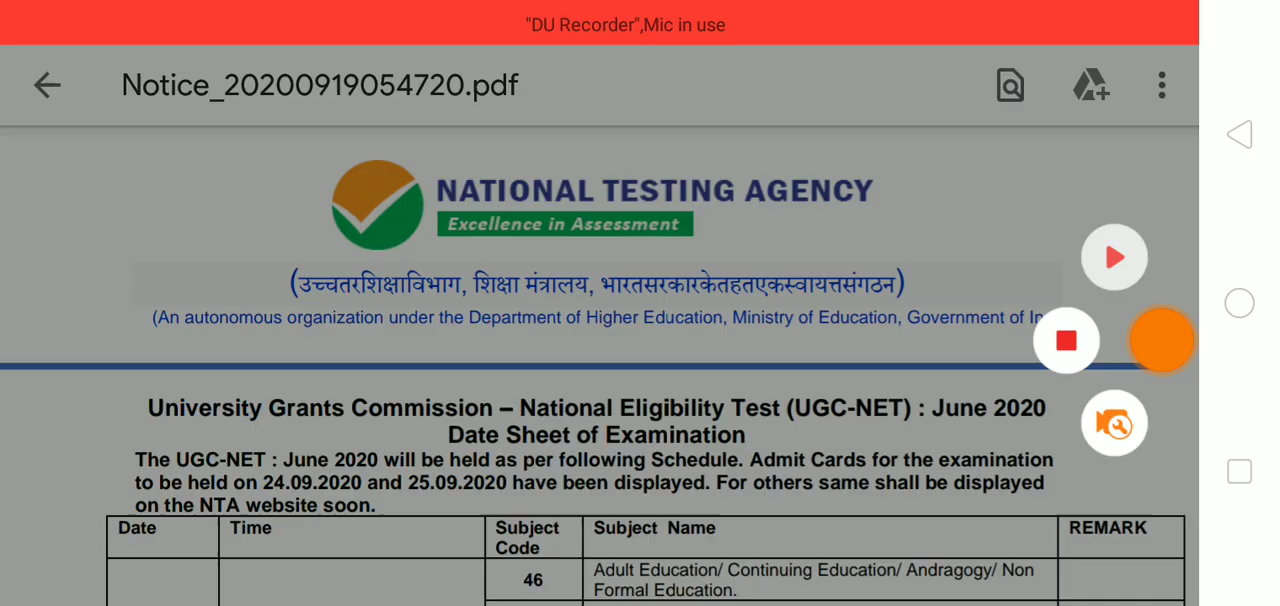 "DU Recorder",Mic in use
Notice_20200919054720.pdf
NATIONAL TESTING AGENCY
Excellence in Assessment
(उच्चतरशिक्षाविभाग, शिक्षा मंत्रालय, भारतसरकारकेतहतएकस्वायत्तसंगठन)
(An autonomous organization under the Department of Higher Education, Ministry of Education, Government of In
University Grants Commission – National Eligibility Test (UGC-NET) : June 2020
Date Sheet of Examination
The UGC-NET : June 2020 will be held as per following Schedule. Admit Cards for the examination
to be held on 24.09.2020 and 25.09.2020 have been displayed. For others same shall be displayed
on the NTA website soon.
Date Time Subject Code Subject Name REMARK
46 Adult Education/ Continuing Education/ Andragogy/ Non
Formal Education.